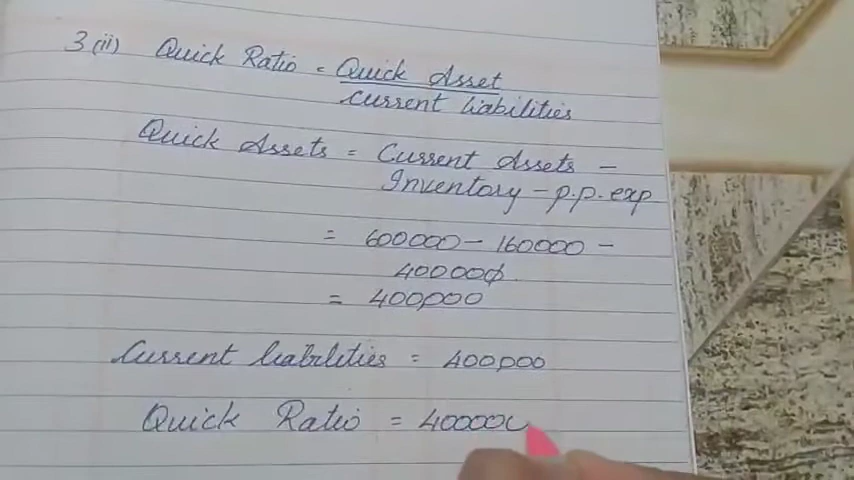 3(ii) Quick Ratio = Quick Asset
Current liabilities
Quick Assets = Current Assets -
Inventory - p.p.exp
= 600000 - 160000 -
40000
= 400000
Current liabilities = 400000
Quick Ratio = 40000